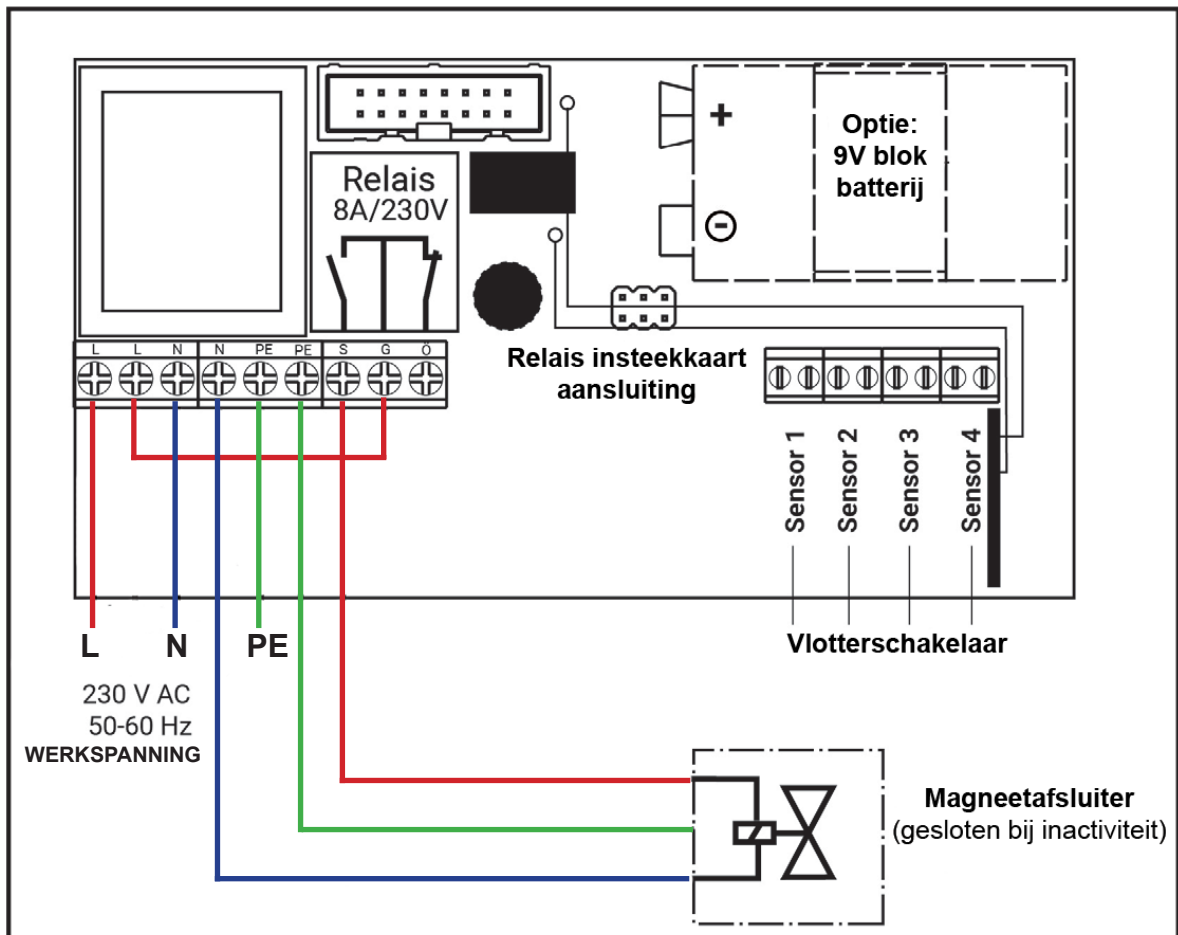 Optie:
9V blok
batterij
+
-
Relais
8A/230V
L L N N PE PE S G Ö
Relais insteekkaart
aansluiting
Sensor 1
Sensor 2
Sensor 3
Sensor 4
Vlotterschakelaar
L N PE
230 V AC
50-60 Hz
WERKSPANNING
Magneetafsluiter
(gesloten bij inactiviteit)